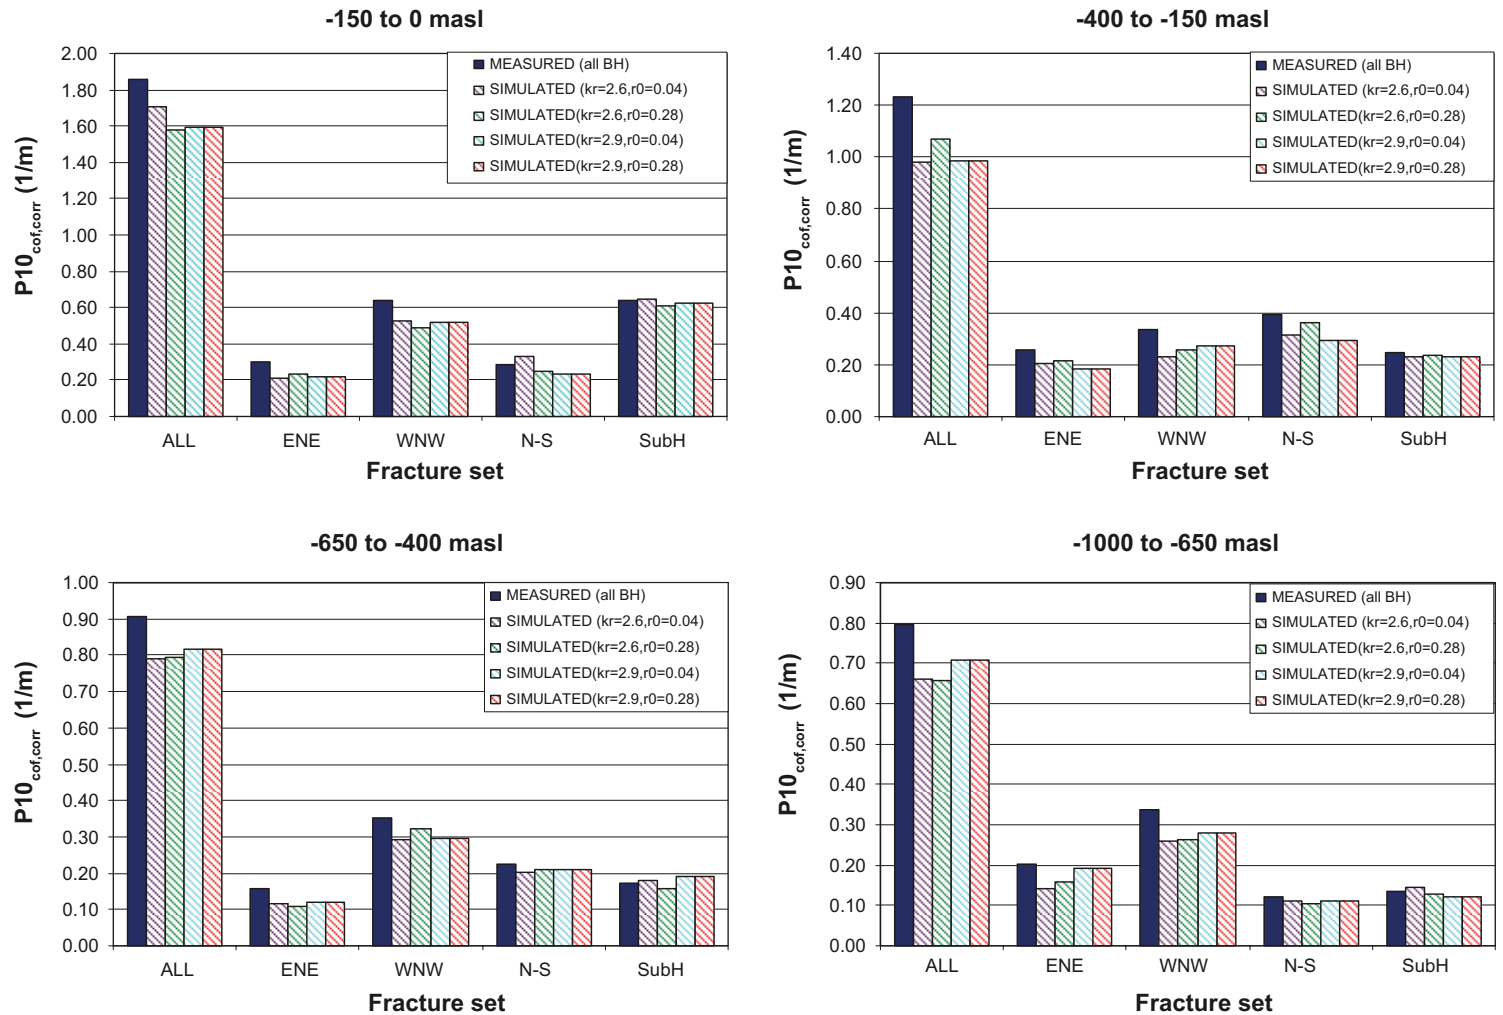 -150 to 0 masl
2.00
1.80
1.60
1.40
1.20
1.00
0.80
0.60
0.40
0.20
0.00
P10cof,corr (1/m)
MEASURED (all BH)
SIMULATED (kr=2.6,r0=0.04)
SIMULATED(kr=2.6,r0=0.28)
SIMULATED(kr=2.9,r0=0.04)
SIMULATED(kr=2.9,r0=0.28)
ALL ENE WNW N-S SubH
Fracture set
-400 to -150 masl
1.40
1.20
1.00
0.80
0.60
0.40
0.20
0.00
P10cof,corr (1/m)
MEASURED (all BH)
SIMULATED (kr=2.6,r0=0.04)
SIMULATED(kr=2.6,r0=0.28)
SIMULATED(kr=2.9,r0=0.04)
SIMULATED(kr=2.9,r0=0.28)
ALL ENE WNW N-S SubH
Fracture set
-650 to -400 masl
1.00
0.90
0.80
0.70
0.60
0.50
0.40
0.30
0.20
0.10
0.00
P10cof,corr (1/m)
MEASURED (all BH)
SIMULATED (kr=2.6,r0=0.04)
SIMULATED(kr=2.6,r0=0.28)
SIMULATED(kr=2.9,r0=0.04)
SIMULATED(kr=2.9,r0=0.28)
ALL ENE WNW N-S SubH
Fracture set
-1000 to -650 masl
0.90
0.80
0.70
0.60
0.50
0.40
0.30
0.20
0.10
0.00
P10cof,corr (1/m)
MEASURED (all BH)
SIMULATED (kr=2.6,r0=0.04)
SIMULATED(kr=2.6,r0=0.28)
SIMULATED(kr=2.9,r0=0.04)
SIMULATED(kr=2.9,r0=0.28)
ALL ENE WNW N-S SubH
Fracture set